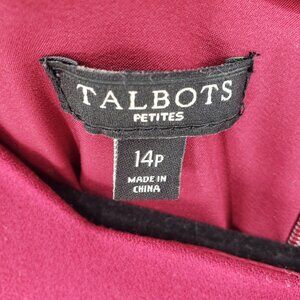 TALBOTS
PETITES
14P
MADE IN
CHINA